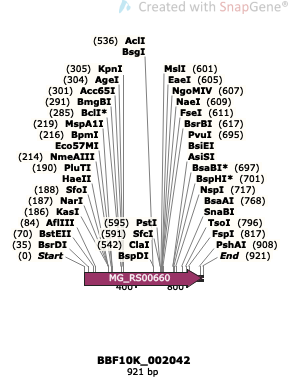 Created with SnapGene®
(536) AclI
BsgI
(305) KpnI
(304) AgeI
(301) Acc65I
(291) BmgBI
(285) BclI*
(219) MspA1I
(216) BpmI
Eco57MI
(214) NmeAIII
(190) PluTI
HaeII
(188) SfoI
(187) NarI
(186) KasI
(84) AflIII
(70) BstEII
(35) BsrDI
(0) Start
(595) PstI
(591) SfcI
(542) ClaI
BspDI
MslI (601)
EaeI (605)
NgoMIV (607)
NaeI (609)
FseI (611)
BsrBI (617)
PvuI (695)
BsiEI
AsiSI
BsaBI* (697)
BspHI* (701)
NspI (717)
BsaAI (768)
SnaBI
TsoI (796)
FspI (817)
PshAI (908)
End (921)
MG_RS00660
400
800
BBF10K_002042
921 bp